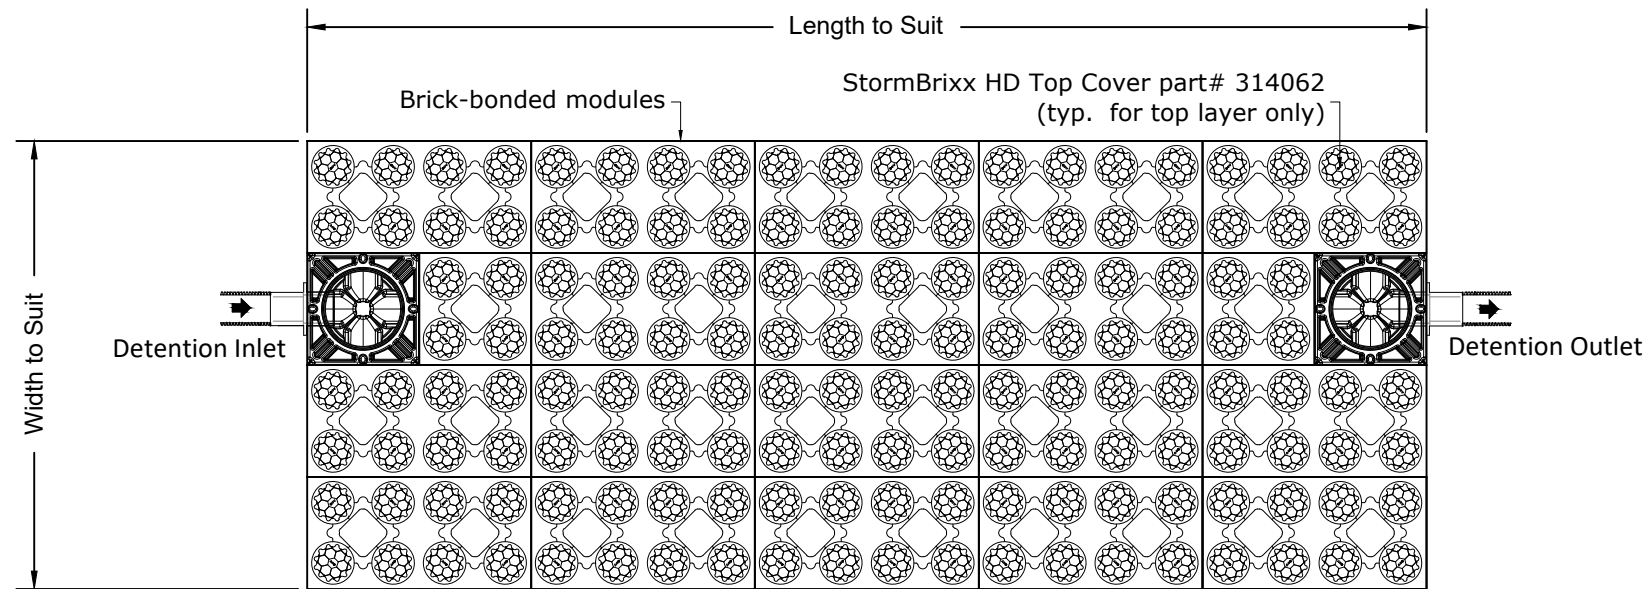 Length to Suit
StormBrixx HD Top Cover part# 314062
(typ. for top layer only)
Brick-bonded modules
Width to Suit
Detention Inlet
Detention Outlet